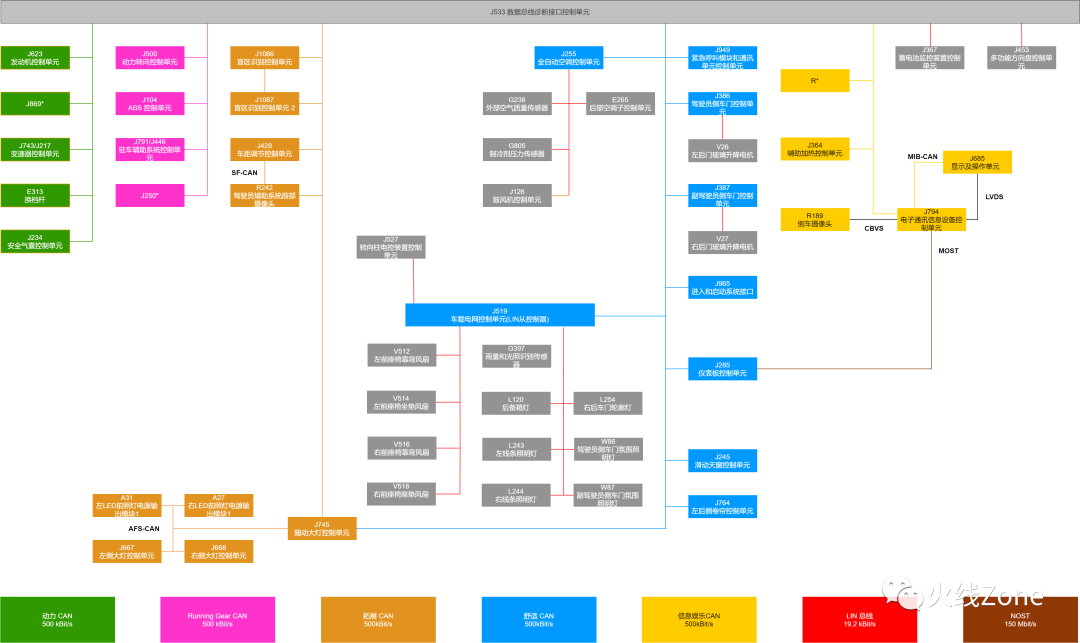 J533 数据总线诊断接口控制单元
J623
发动机控制单元
J869*
J743/J217
变速器控制单元
E313
换档杆
J234
安全气囊控制单元
J500
动力转向控制单元
J104
ABS 控制单元
J791/J446
驻车辅助系统控制单
元
J250*
J1086
盲区识别控制单元
J1087
盲区识别控制单元 2
J428
车距调节控制单元
SF-CAN
R242
驾驶员辅助系统前部
摄像头
J255
全自动空调控制单元
G238
外部空气质量传感器
E265
后部空调子控制单元
G805
制冷剂压力传感器
J126
鼓风机控制单元
J949
紧急呼叫模块和通讯
单元控制单元
J386
驾驶员侧车门控制单
元
V26
左后门玻璃升降电机
J387
副驾驶员侧车门控制
单元
V27
右后门玻璃升降电机
J965
进入和启动系统接口
J285
仪表板控制单元
J245
滑动天窗控制单元
J764
左后侧卷帘控制单元
R*
J364
辅助加热控制单元
R189
倒车摄像头
CBVS
J367
蓄电池监控装置控制
单元
J453
多功能方向盘控制单
元
MIB-CAN
J685
显示及操作单元
LVDS
J794
电子通讯信息设备控
制单元
MOST
J527
转向柱电控装置控制
单元
J519
车载电网控制单元(LIN从控制器)
V512
左前座椅靠背风扇
V514
左前座椅坐垫风扇
V516
右前座椅靠背风扇
V518
右前座椅座垫风扇
G397
雨量和光照识别传感
器
L120
后备箱灯
L254
右后车门轮廓灯
L243
左线条照明灯
W86
驾驶员侧车门氛围照
明灯
L244
右线条照明灯
W87
副驾驶员侧车门氛围
照明灯
A31
左LED前照灯电源输
出模块1
A27
右LED前照灯电源输
出模块1
AFS-CAN
J667
左侧大灯控制单元
J668
右侧大灯控制单元
J745
随动大灯控制单元
动力 CAN
500 kBit/s
Running Gear CAN
500 kBit/s
拓展 CAN
500kBit/s
舒适 CAN
500kBit/s
信息娱乐CAN
500kBit/s
LIN 总线
19.2 kBit/s
NOST
150 Mbit/s
火线Zone